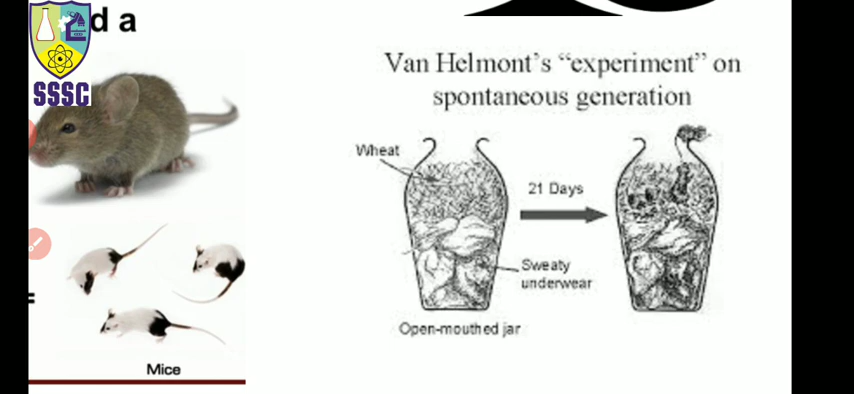 d a
SSSC
Van Helmont's “experiment” on
spontaneous generation
Wheat
21 Days
Sweaty
underwear
Open-mouthed jar
Mice